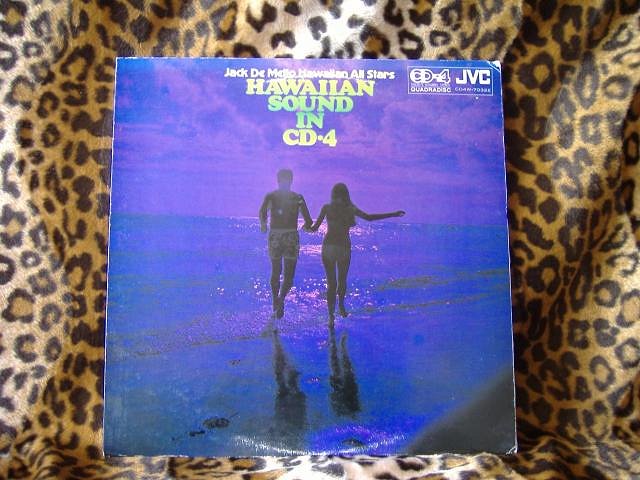 Jack De Mello, Hawaiian All Stars
HAWAIIAN
SOUND
IN
CD-4
CD-4
QUADRADISC
JVC